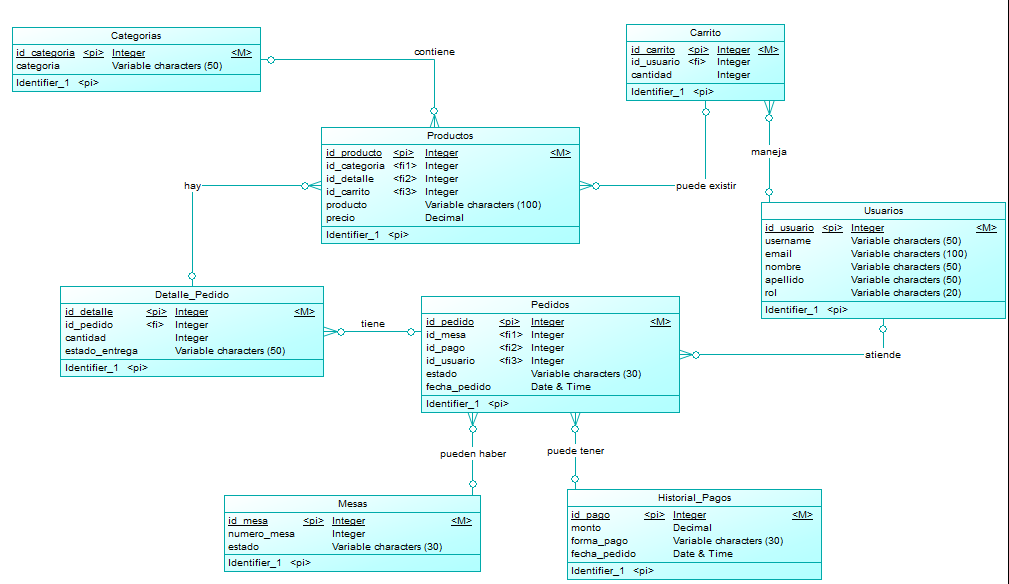 Categorias
id_categoria <pi> Integer <M>
categoria Variable characters (50)
Identifier_1 <pi>
contiene
Carrito
id_carrito <pi> Integer <M>
id_usuario <fi> Integer
cantidad Integer
Identifier_1 <pi>
Productos
id_producto <pi> Integer <M>
id_categoria <fi1> Integer
id_detalle <fi2> Integer
id_carrito <fi3> Integer
producto Variable characters (100)
precio Decimal
Identifier_1 <pi>
maneja
hay
puede existir
Usuarios
id_usuario <pi> Integer <M>
username Variable characters (50)
email Variable characters (100)
nombre Variable characters (50)
apellido Variable characters (50)
rol Variable characters (20)
Identifier_1 <pi>
Detalle_Pedido
id_detalle <pi> Integer <M>
id_pedido <fi> Integer
cantidad Integer
estado_entrega Variable characters (50)
Identifier_1 <pi>
tiene
Pedidos
id_pedido <pi> Integer <M>
id_mesa <fi1> Integer
id_pago <fi2> Integer
id_usuario <fi3> Integer
estado Variable characters (30)
fecha_pedido Date & Time
Identifier_1 <pi>
atiende
pueden haber
puede tener
Mesas
id_mesa <pi> Integer <M>
numero_mesa Integer
estado Variable characters (30)
Identifier_1 <pi>
Historial_Pagos
id_pago <pi> Integer <M>
monto Decimal
forma_pago Variable characters (30)
fecha_pedido Date & Time
Identifier_1 <pi>